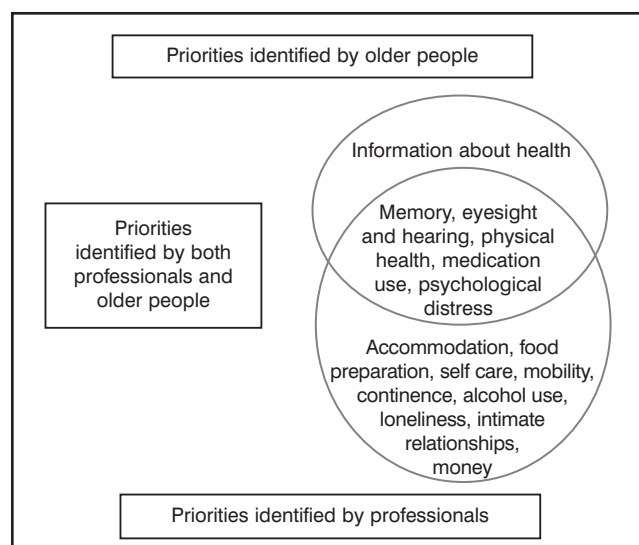 Priorities identified by older people
Information about health
Priorities
identified by both
professionals and
older people
Memory, eyesight
and hearing, physical
health, medication
use, psychological
distress
Accommodation, food
preparation, self care, mobility,
continence, alcohol use,
loneliness, intimate
relationships,
money
Priorities identified by professionals